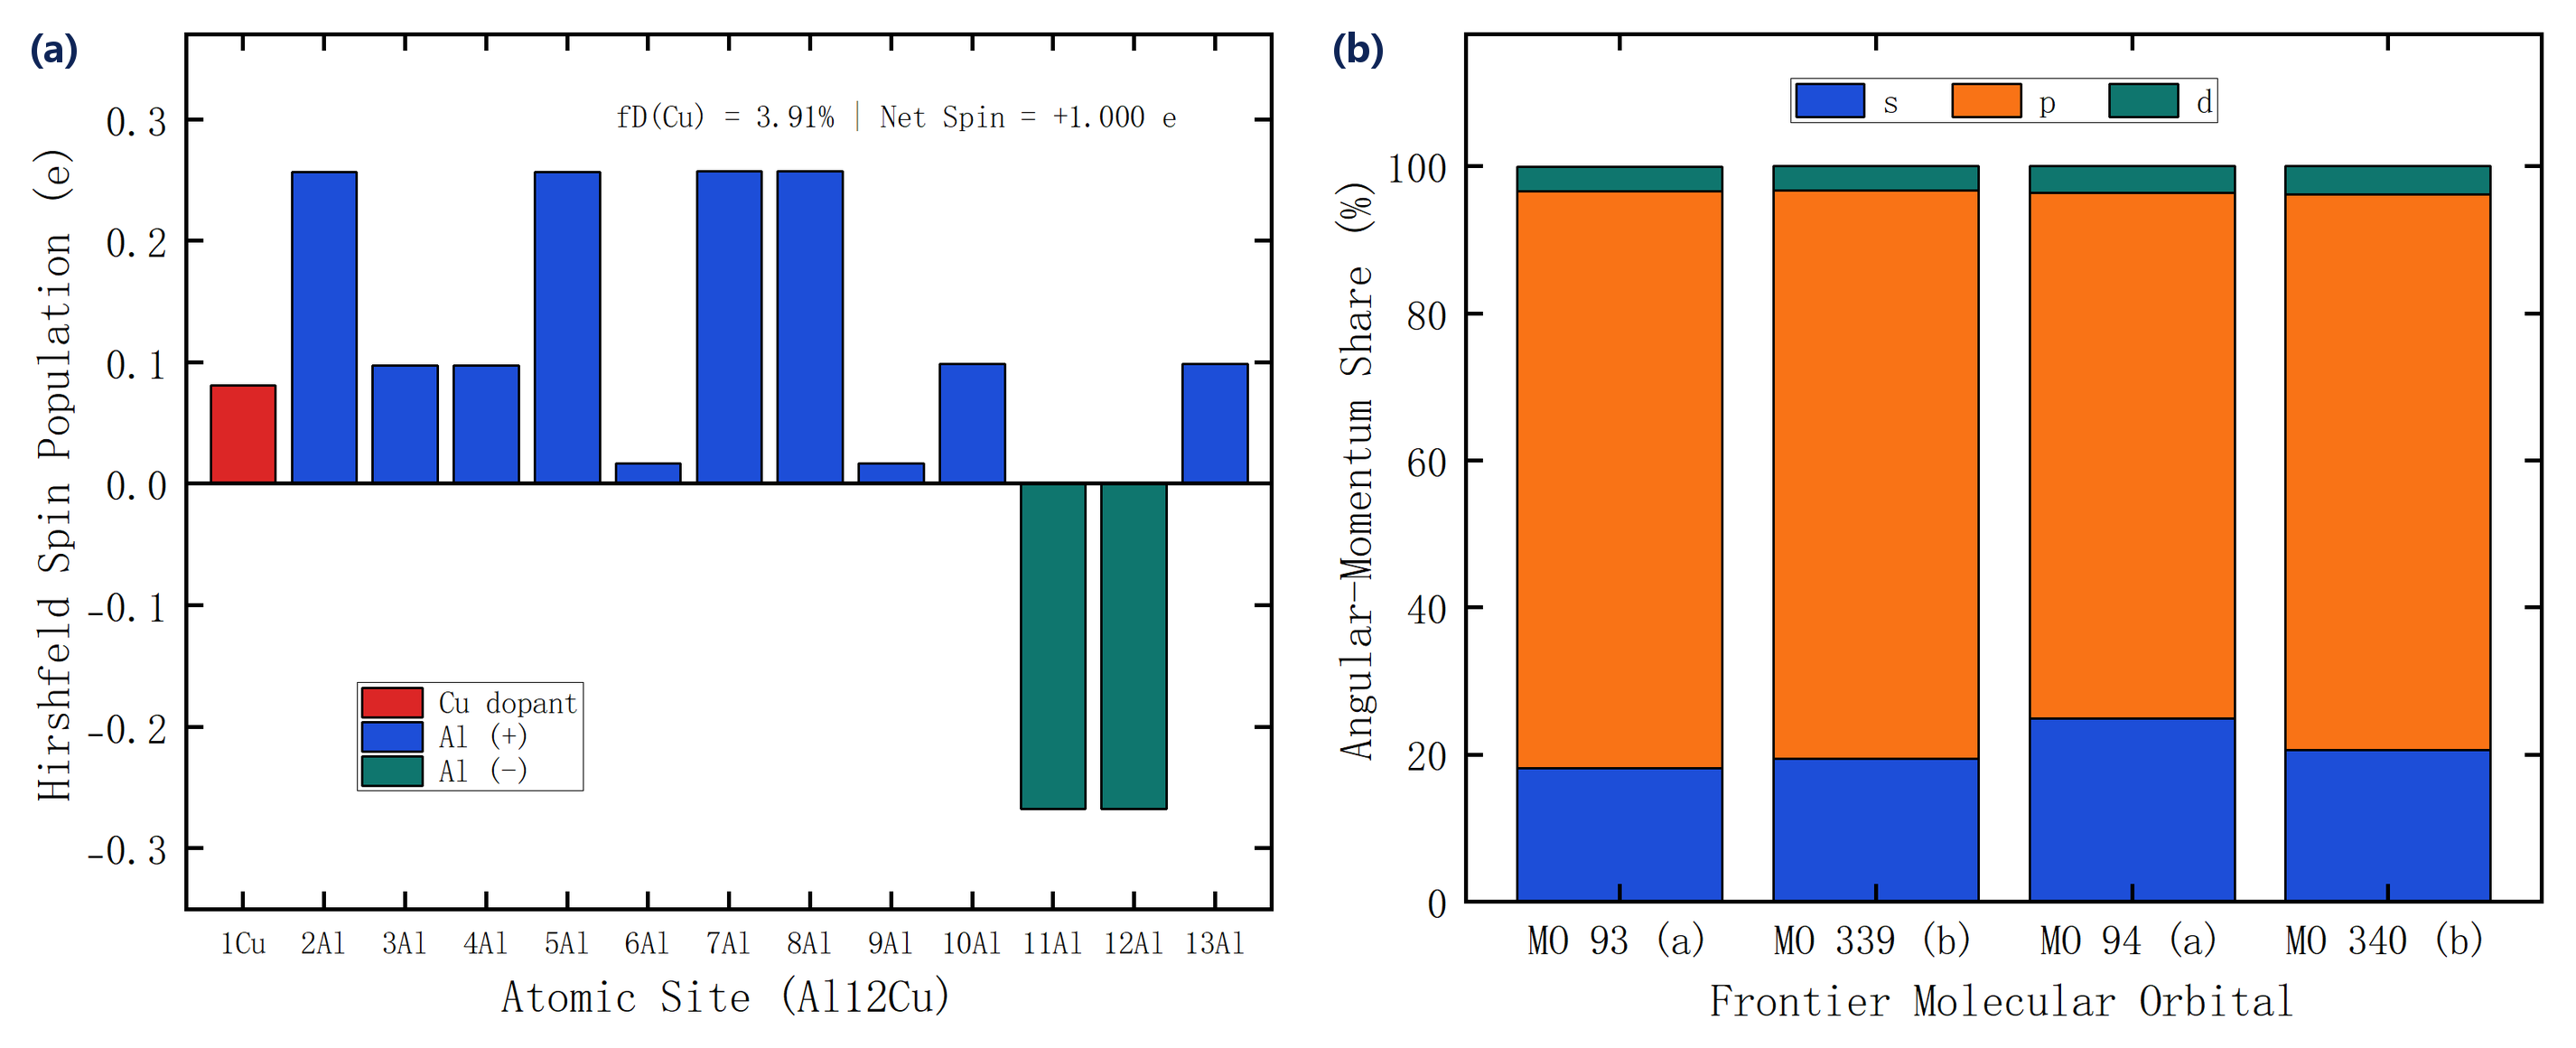 (a)
fD(Cu) = 3.91% | Net Spin = +1.000 e
Hirshfeld Spin Population (e)
0.3
0.2
0.1
0.0
-0.1
-0.2
-0.3
Cu dopant
Al (+)
Al (-)
1Cu 2Al 3Al 4Al 5Al 6Al 7Al 8Al 9Al 10Al 11Al 12Al 13Al
Atomic Site (Al12Cu)
(b)
s p d
Angular-Momentum Share (%)
100
80
60
40
20
0
MO 93 (a) MO 339 (b) MO 94 (a) MO 340 (b)
Frontier Molecular Orbital